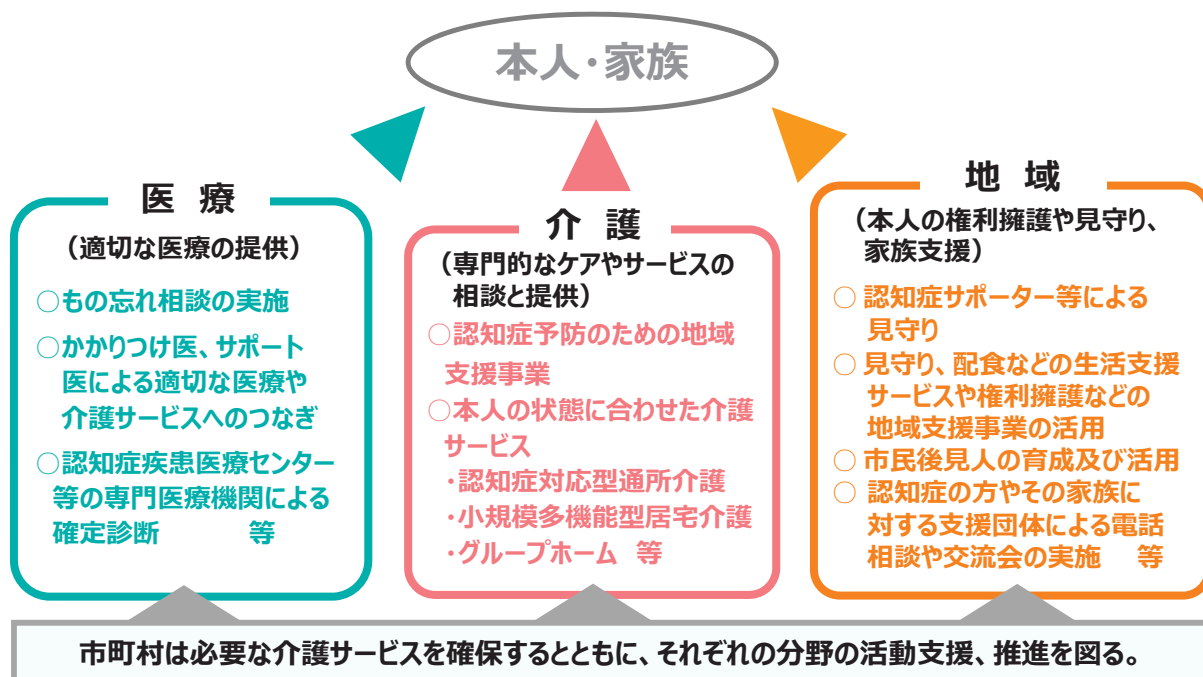 本人・家族
医 療
(適切な医療の提供)
○もの忘れ相談の実施
○かかりつけ医、サポート
医による適切な医療や
介護サービスへのつなぎ
○認知症疾患医療センター
等の専門医療機関による
確定診断 等
介 護
(専門的なケアやサービスの
相談と提供)
○認知症予防のための地域
支援事業
○本人の状態に合わせた介護
サービス
・認知症対応型通所介護
・小規模多機能型居宅介護
・グループホーム 等
地 域
(本人の権利擁護や見守り、
家族支援)
○ 認知症サポーター等による
見守り
○ 見守り、配食などの生活支援
サービスや権利擁護などの
地域支援事業の活用
○ 市民後見人の育成及び活用
○ 認知症の方やその家族に
対する支援団体による電話
相談や交流会の実施 等
市町村は必要な介護サービスを確保するとともに、それぞれの分野の活動支援、推進を図る。